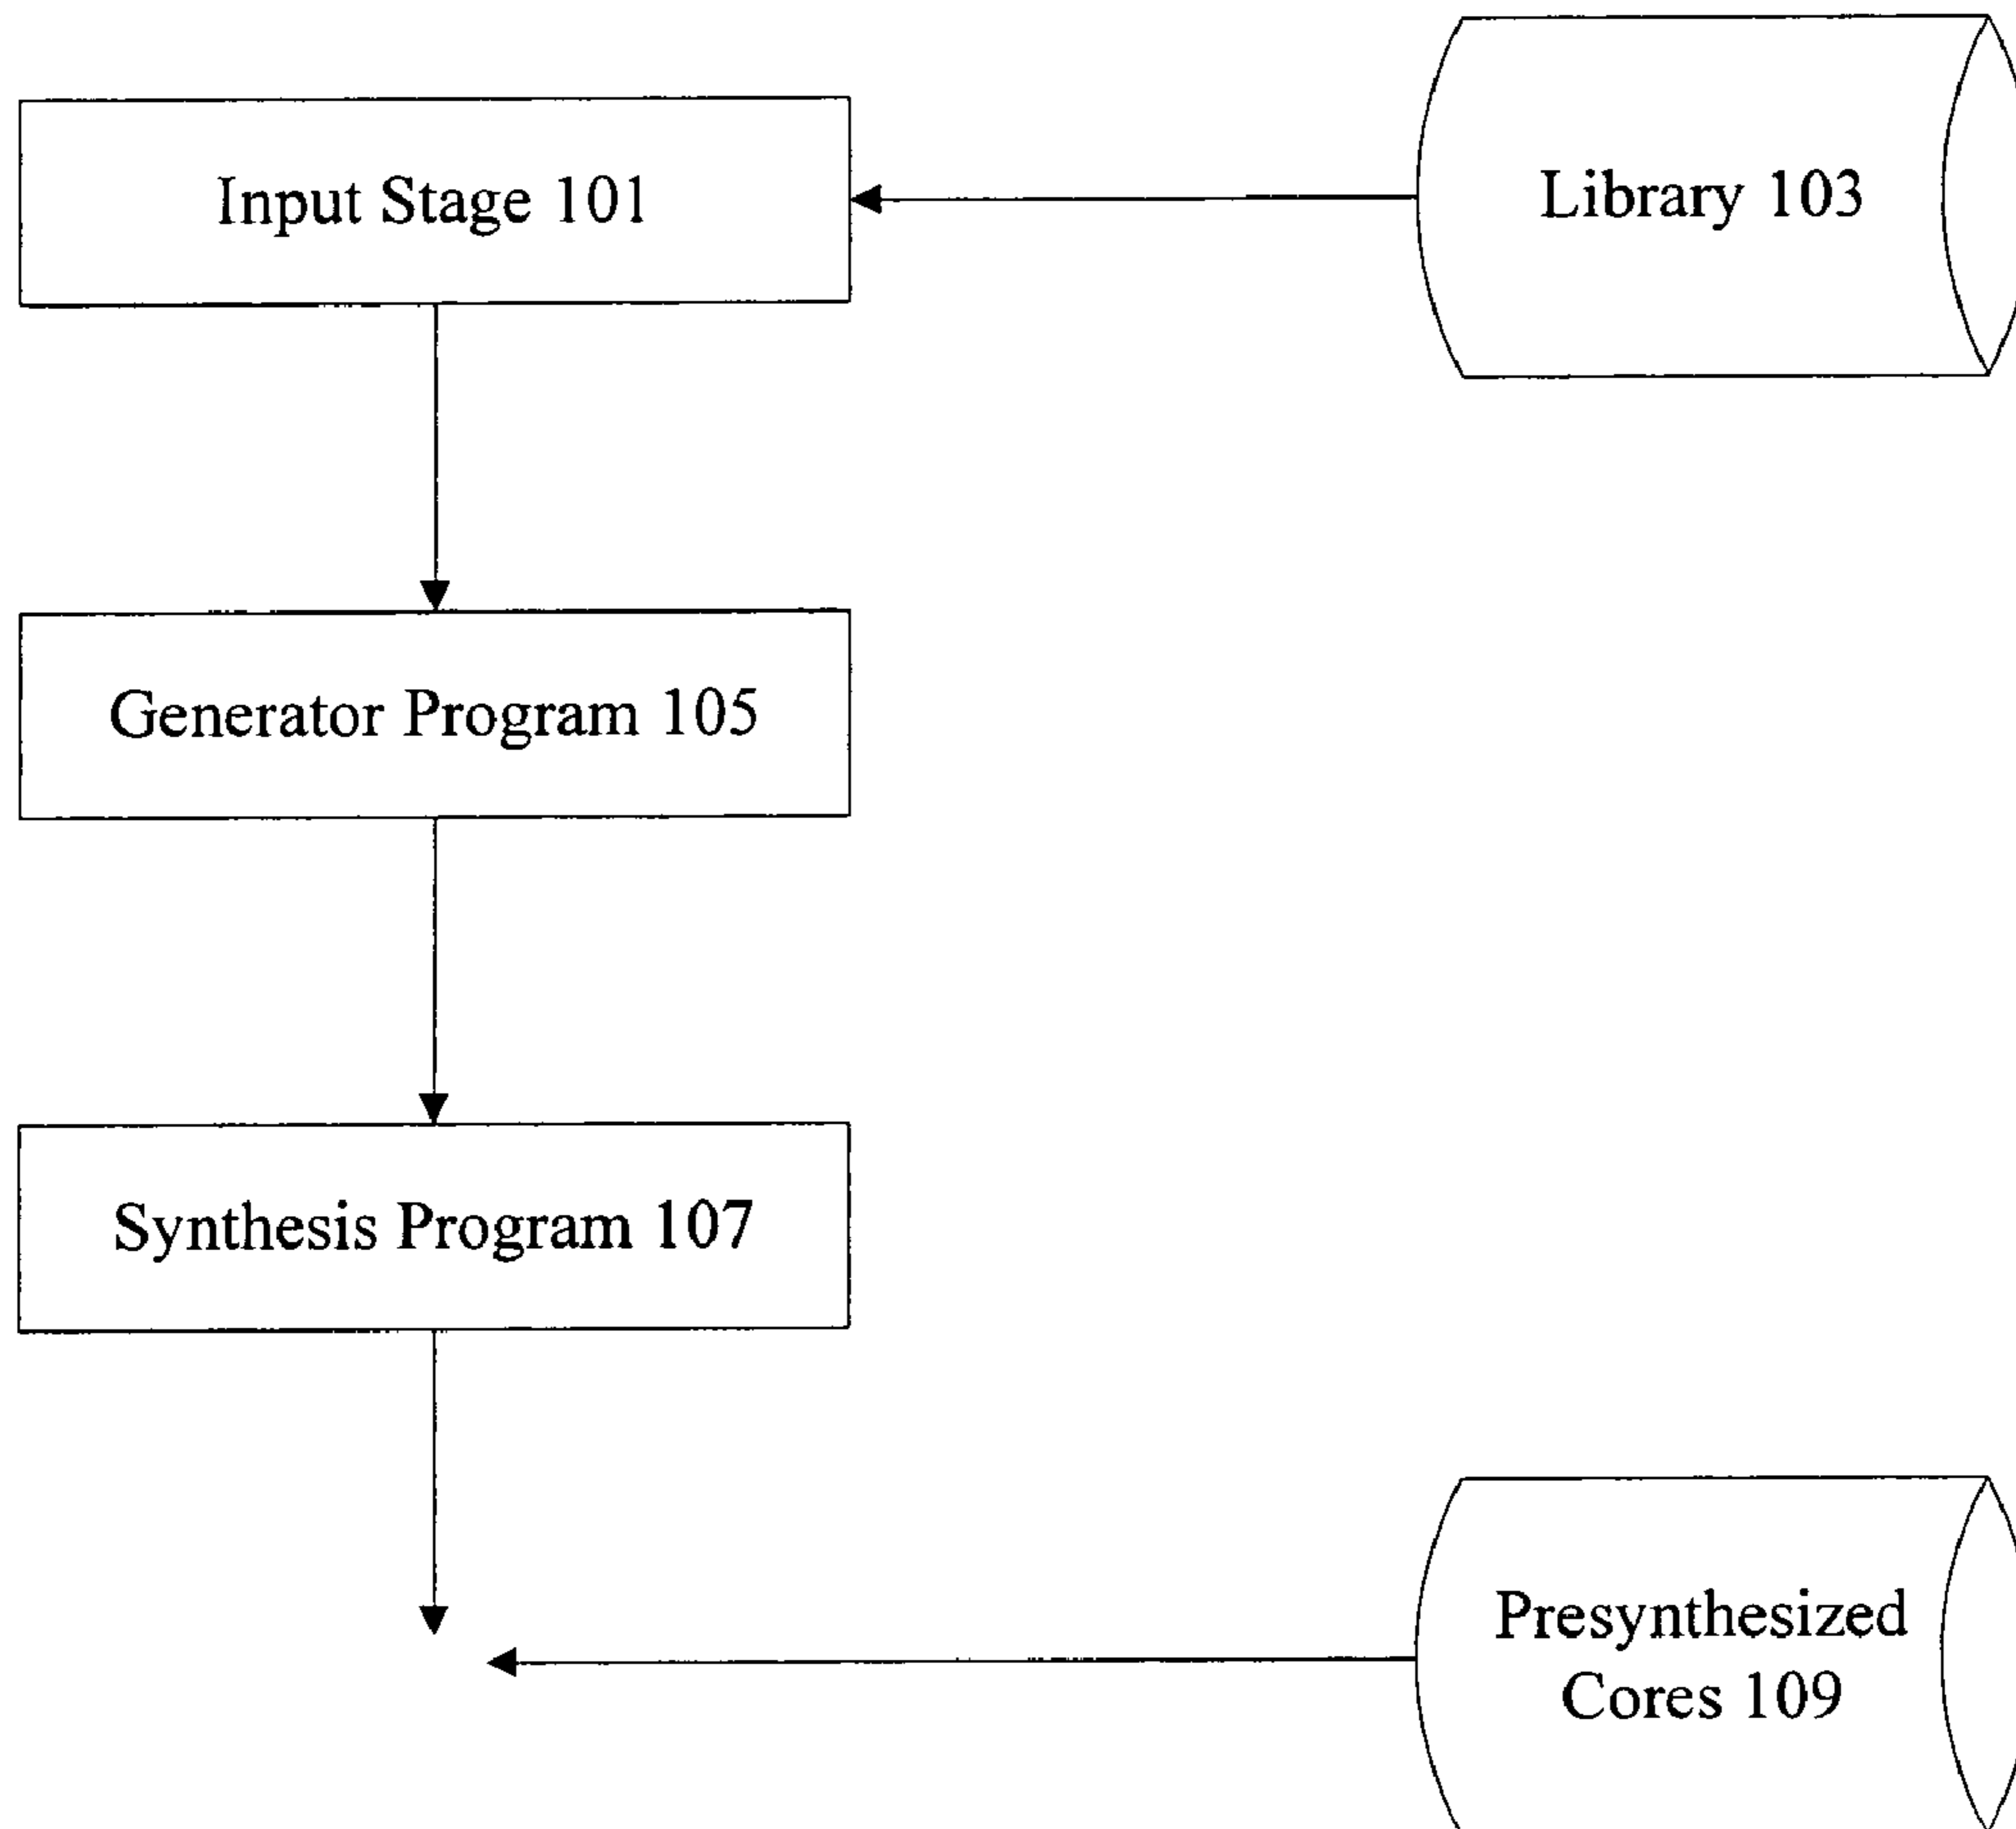 Input Stage 101
Library 103
Generator Program 105
Synthesis Program 107
Presynthesized
Cores 109